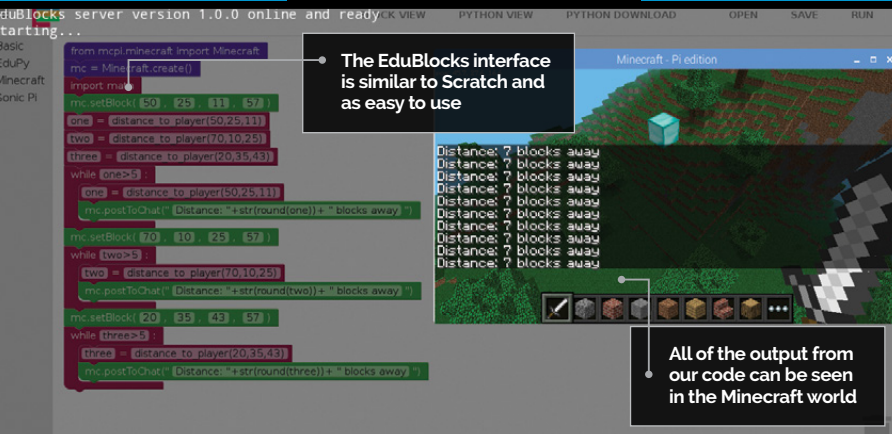 duBlocks server version 1.0.0 online and ready
tarting...
CK VIEW PYTHON VIEW PYTHON DOWNLOAD OPEN SAVE RUN
Basic
EduPy
Minecraft
Sonic Pi
from mcpi.minecraft import Minecraft
mc = Minecraft.create()
import math
mc.setBlock( 50 , 25 , 11 , 57 )
one = distance to player(50,25,11)
two = distance to player(70,10,25)
three = distance to player(20,35,43)
while one>5 :
one = distance to player(50,25,11)
mc.postToChat(" Distance: "+str(round(one))+ " blocks away ")
mc.setBlock( 70 , 10 , 25 , 57 )
while two>5 :
two = distance to player(70,10,25)
mc.postToChat(" Distance: "+str(round(two))+ " blocks away ")
mc.setBlock( 20 , 35 , 43 , 57 )
while three>5 :
three = distance to player(20,35,43)
mc.postToChat(" Distance: "+str(round(three))+ " blocks away ")
The EduBlocks interface
is similar to Scratch and
as easy to use
Minecraft - Pi edition
Distance: 7 blocks away
Distance: 7 blocks away
Distance: 7 blocks away
Distance: 7 blocks away
Distance: 7 blocks away
Distance: 7 blocks away
Distance: 7 blocks away
Distance: 7 blocks away
Distance: 7 blocks away
Distance: 7 blocks away
All of the output from
our code can be seen
in the Minecraft world